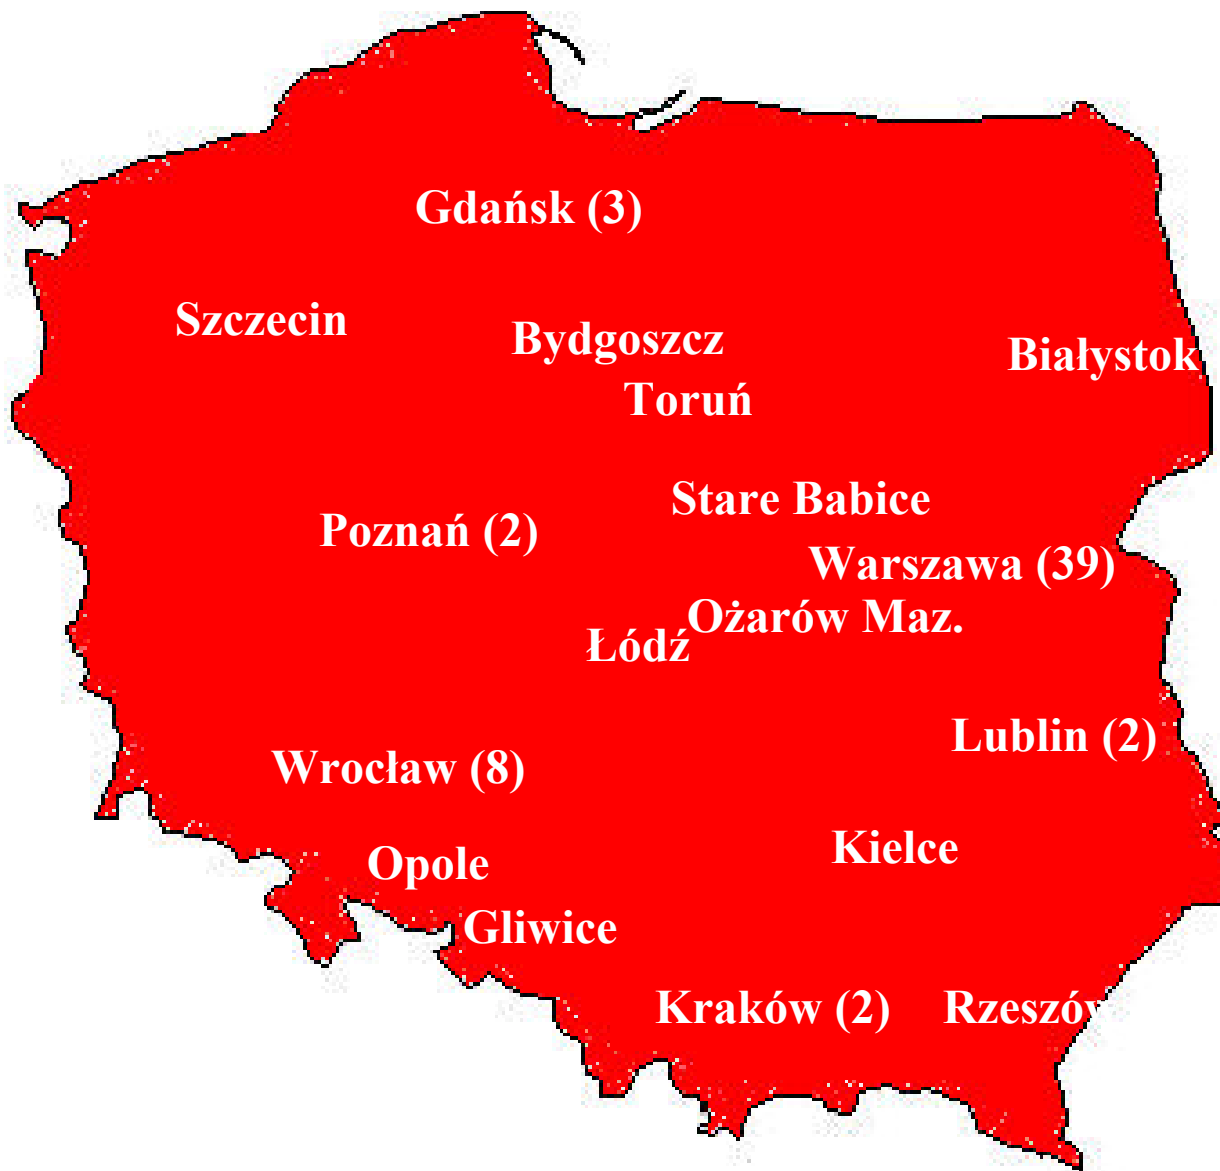 Gdańsk (3)
Szczecin
Bydgoszcz
Białystok
Toruń
Stare Babice
Poznań (2)
Warszawa (39)
Ożarów Maz.
Łódź
Lublin (2)
Wrocław (8)
Kielce
Opole
Gliwice
Kraków (2)
Rzeszów